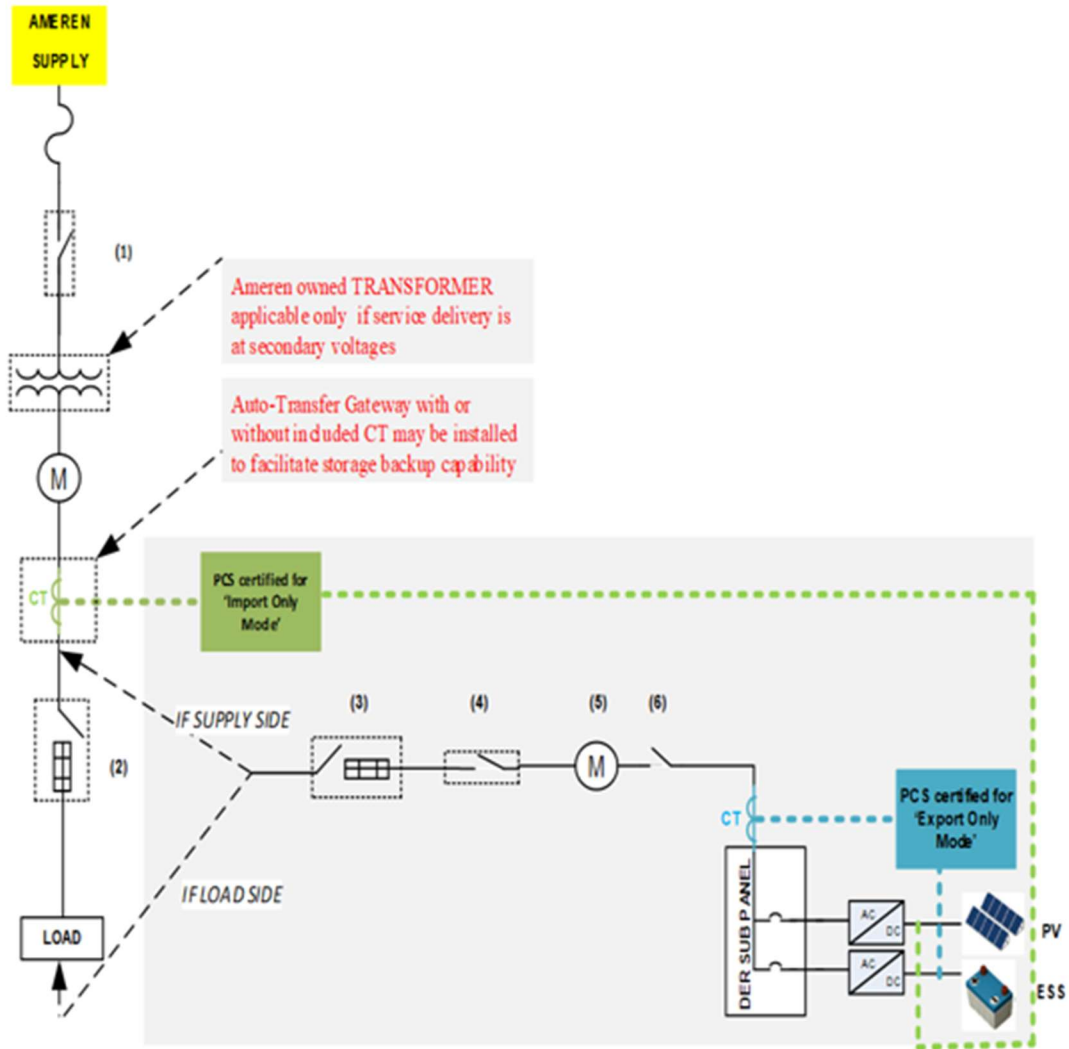 AMEREN
SUPPLY
(1)
Ameren owned TRANSFORMER
applicable only if service delivery is
at secondary voltages
Auto-Transfer Gateway with or
without included CT may be installed
to facilitate storage backup capability
M
CT
PCS certified for
'Import Only
Mode'
IF SUPPLY SIDE
(2)
(3)
(4)
(5)
(6)
M
CT
PCS certified for
'Export Only
Mode'
IF LOAD SIDE
LOAD
DER SUB PANEL
AC
DC
PV
AC
DC
ESS